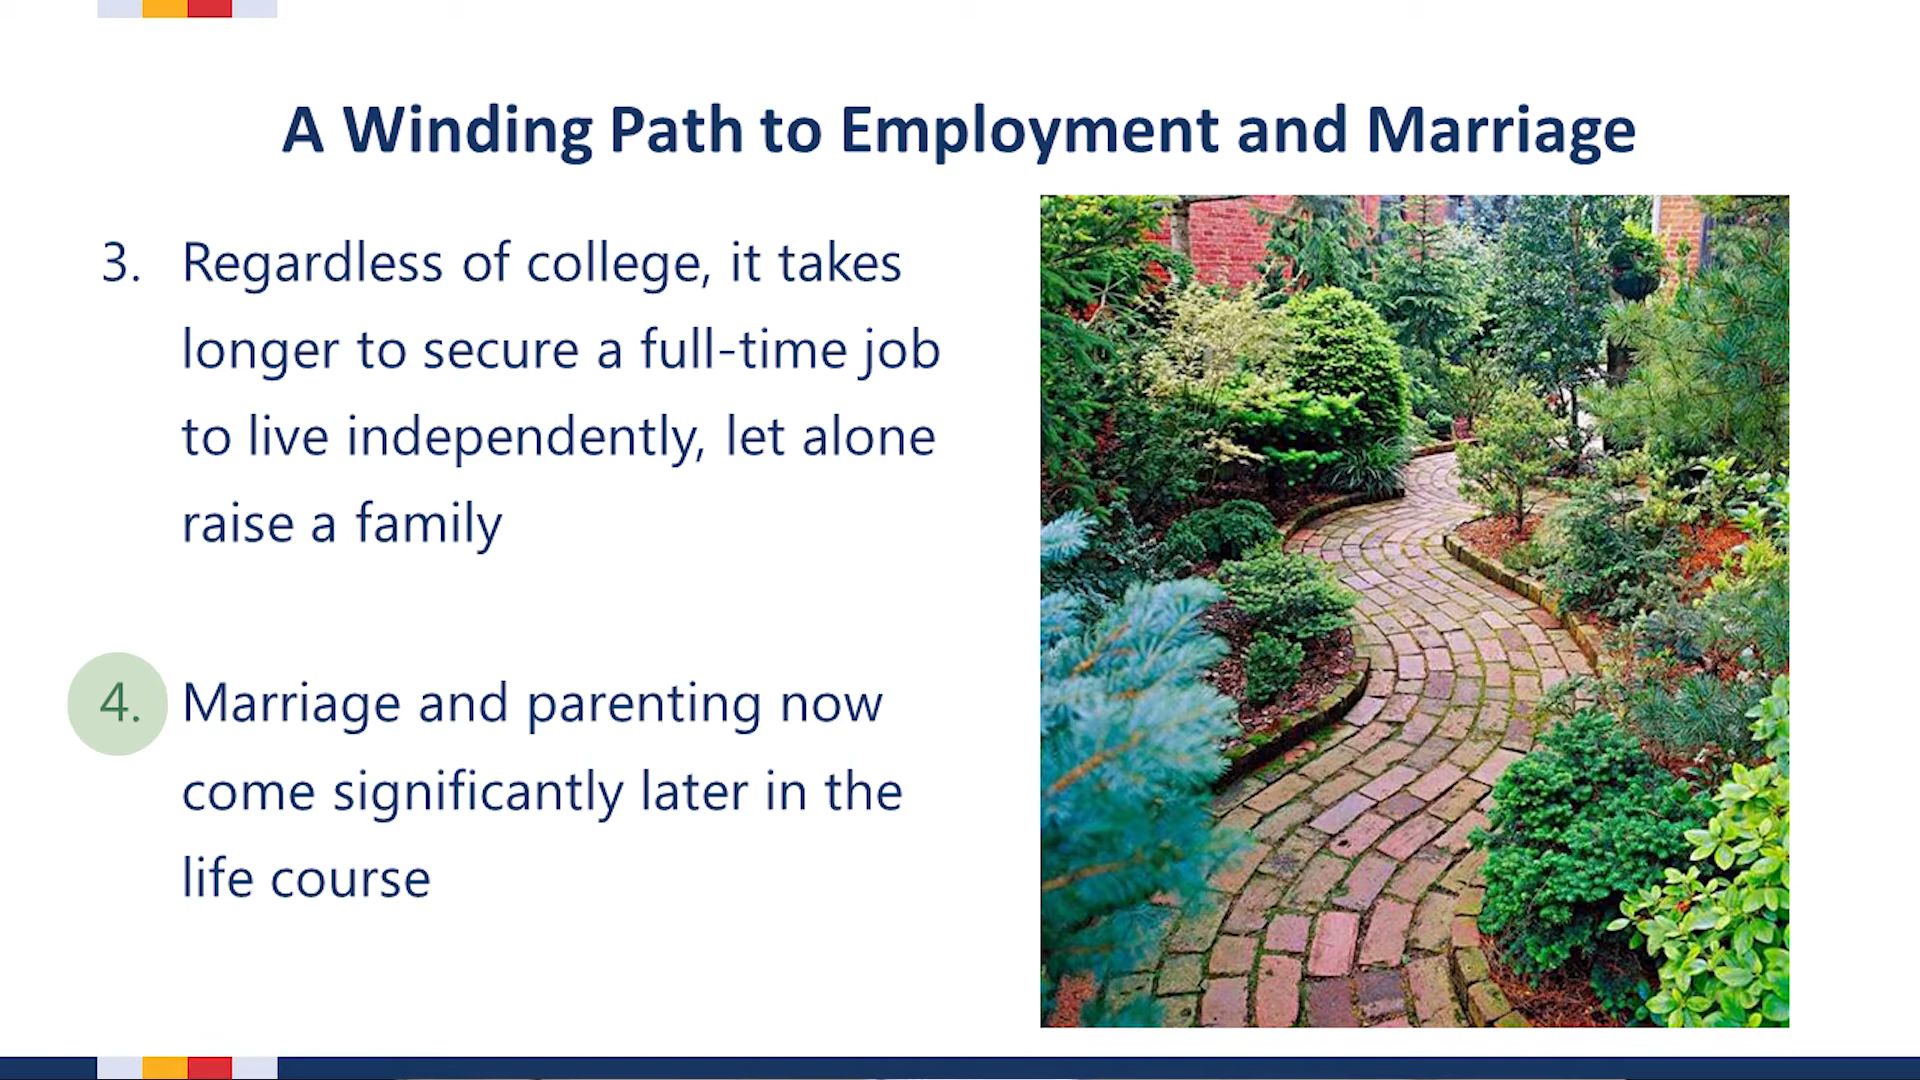 A Winding Path to Employment and Marriage
3. Regardless of college, it takes
longer to secure a full-time job
to live independently, let alone
raise a family
4. Marriage and parenting now
come significantly later in the
life course